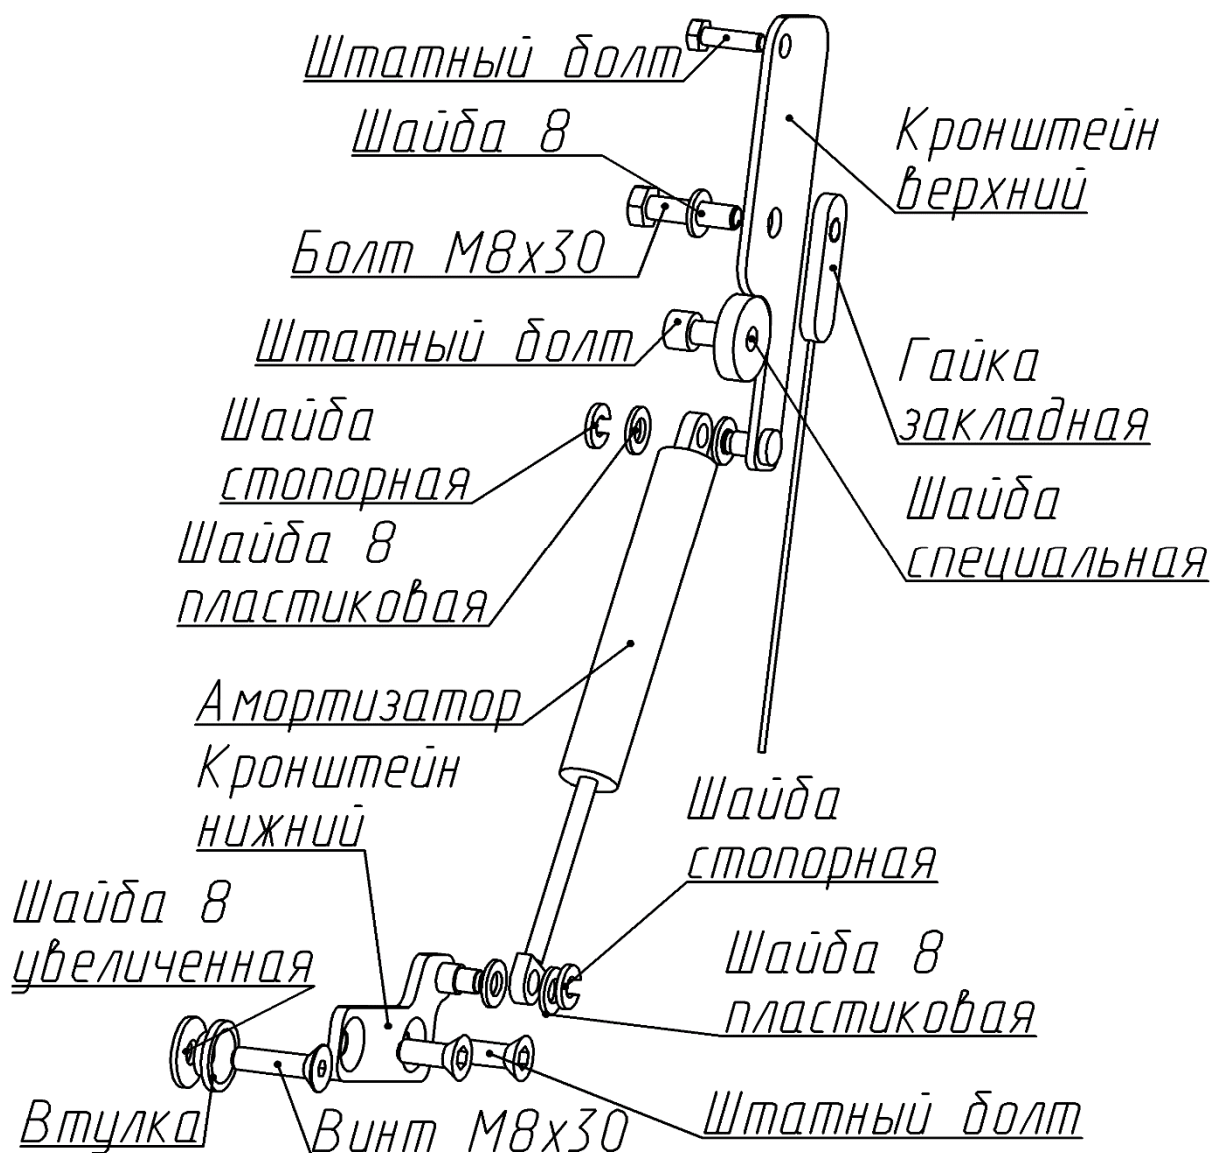 Штатный болт
Шайба 8
Кронштейн
верхний
Болт М8х30
Штатный болт
Гайка
закладная
Шайба
стопорная
Шайба
специальная
Шайба 8
пластиковая
Амортизатор
Кронштейн
нижний
Шайба
стопорная
Шайба 8
увеличенная
Шайба 8
пластиковая
Втулка
Винт М8х30
Штатный болт